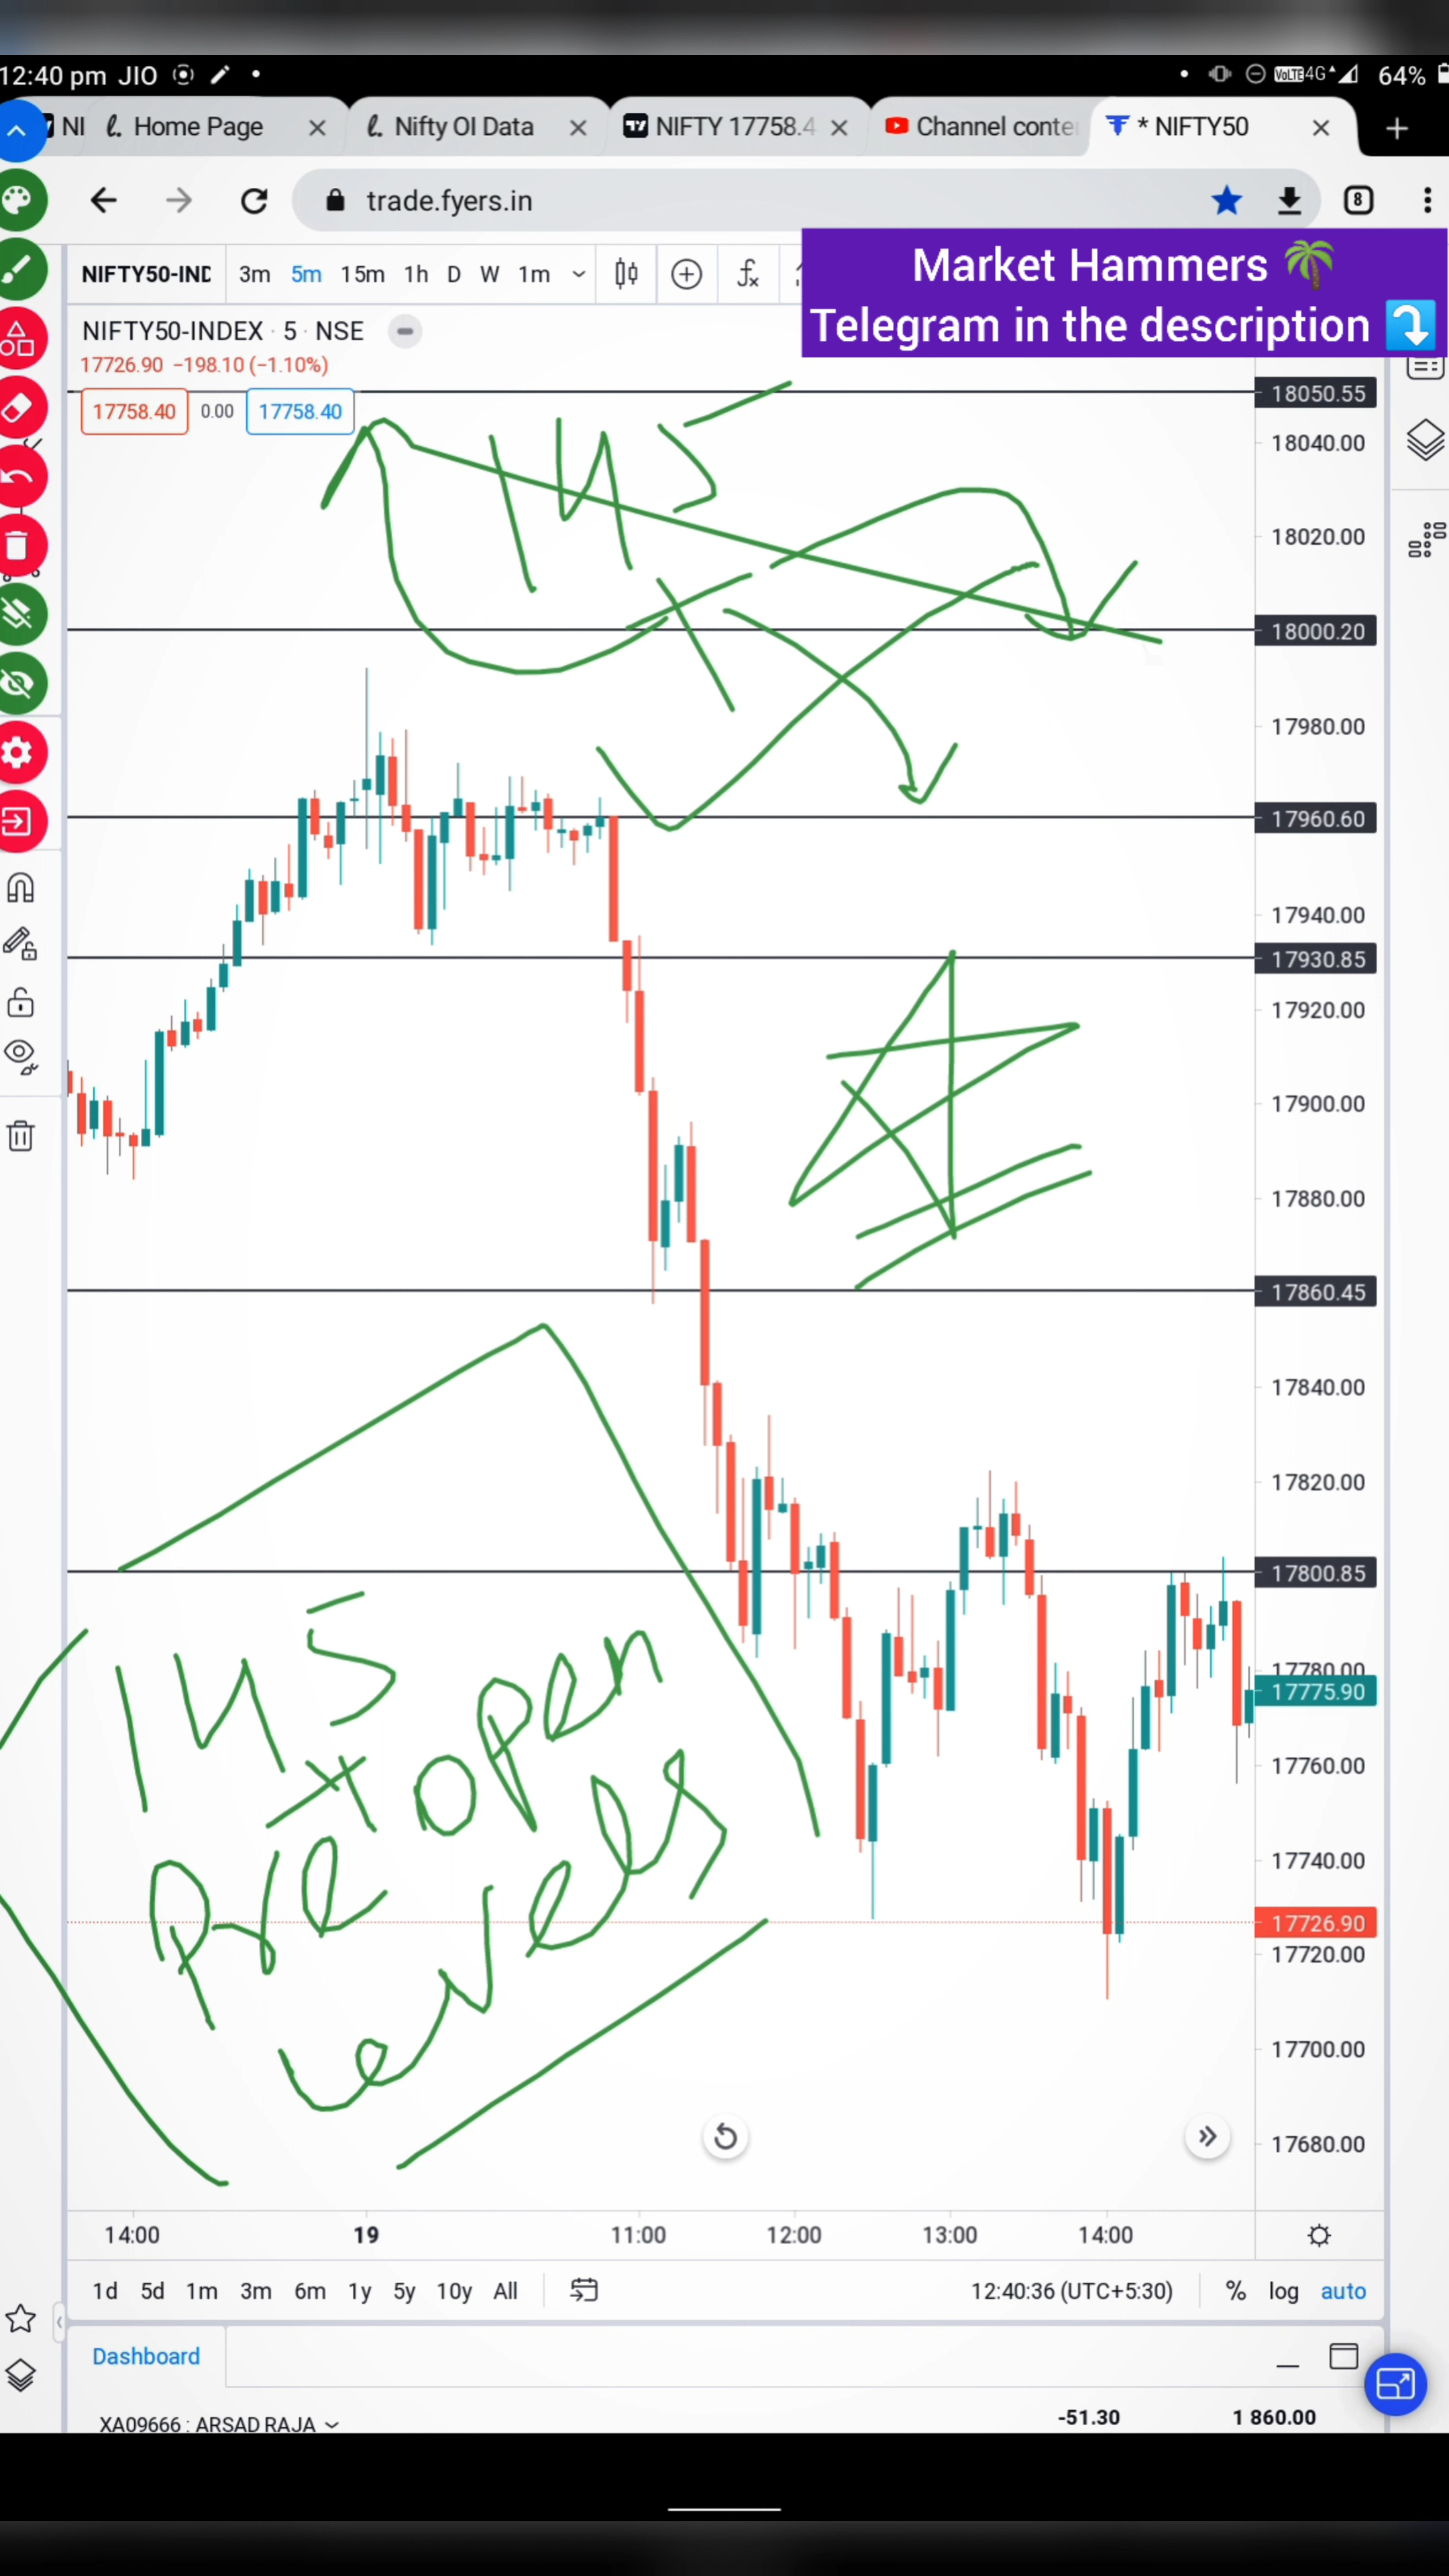 12:40 pm JIO VoLTE 4G 64%
NI Home Page Nifty OI Data NIFTY 17758.4 Channel conte * NIFTY50
trade.fyers.in 8
Market Hammers 🌴
Telegram in the description ⤵️
NIFTY50-IND 3m 5m 15m 1h D W 1m
NIFTY50-INDEX · 5 · NSE
17726.90 −198.10 (−1.10%)
17758.40 0.00 17758.40
18050.55
18040.00
18020.00
18000.20
17980.00
17960.60
17940.00
17930.85
17920.00
17900.00
17880.00
17860.45
17840.00
17820.00
17800.85
17780.00
17775.90
17760.00
17740.00
17726.90
17720.00
17700.00
17680.00
145
145
pre open
levels
14:00 19 11:00 12:00 13:00 14:00
1d 5d 1m 3m 6m 1y 5y 10y All 12:40:36 (UTC+5:30) % log auto
Dashboard
XA09666 : ARSAD RAJA -51.30 1 860.00